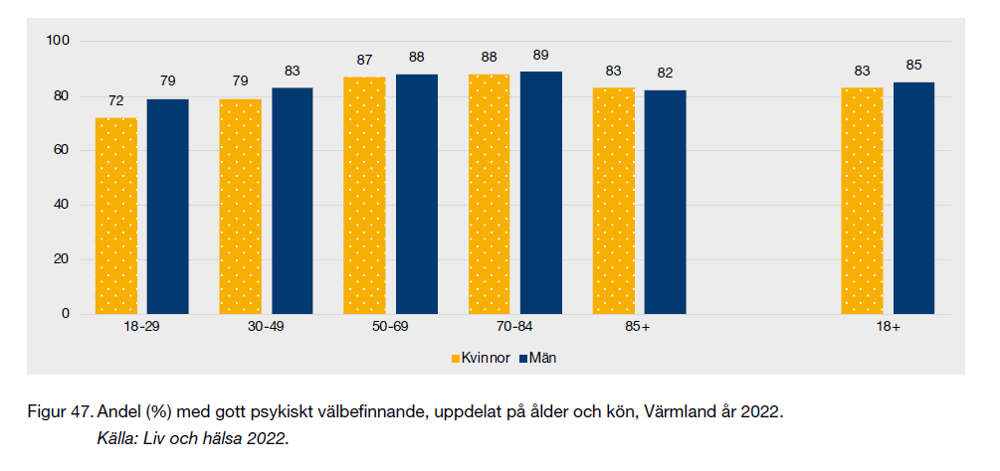 100
80
60
40
20
0
72 79 79 83 87 88 88 89 83 82 83 85
18-29 30-49 50-69 70-84 85+ 18+
Kvinnor Män
Figur 47. Andel (%) med gott psykiskt välbefinnande, uppdelat på ålder och kön, Värmland år 2022.
Källa: Liv och hälsa 2022.